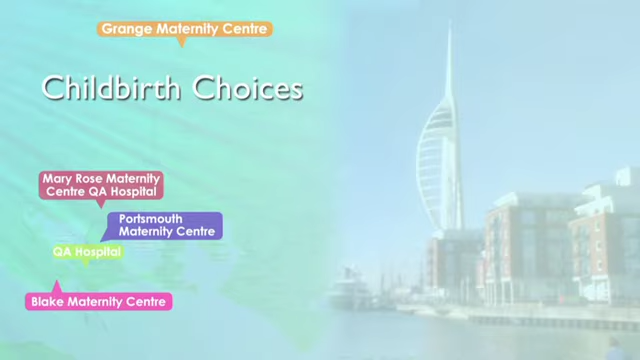 Grange Maternity Centre
Childbirth Choices
Mary Rose Maternity
Centre QA Hospital
Portsmouth
Maternity Centre
QA Hospital
Blake Maternity Centre